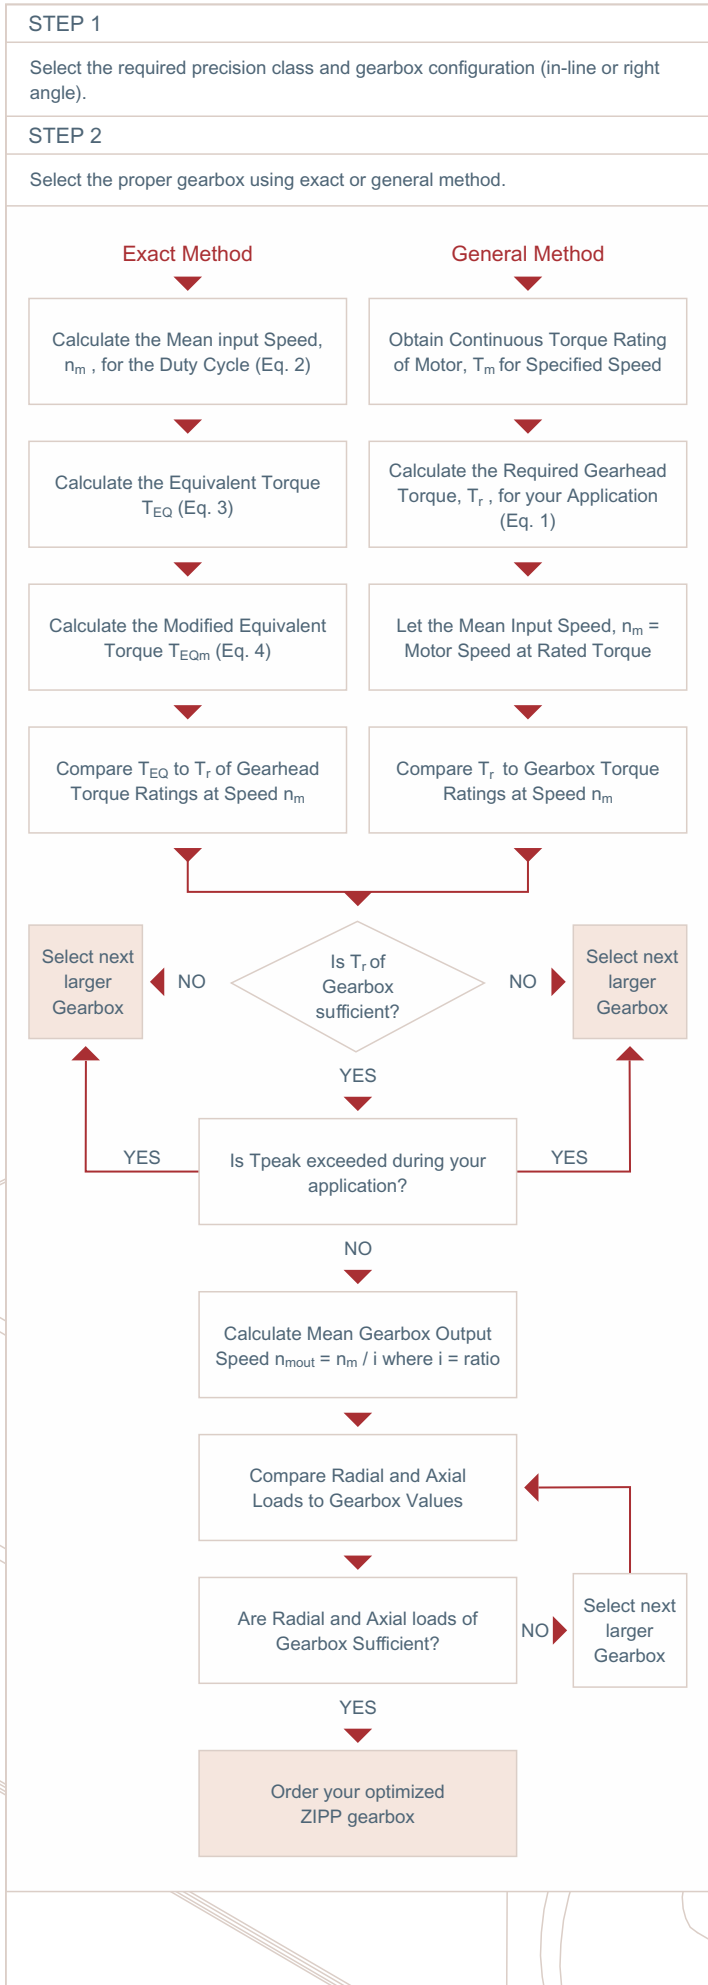 STEP 1
Select the required precision class and gearbox configuration (in-line or right
angle).
STEP 2
Select the proper gearbox using exact or general method.
Exact Method
Calculate the Mean input Speed,
nm , for the Duty Cycle (Eq. 2)
Calculate the Equivalent Torque
TEQ (Eq. 3)
Calculate the Modified Equivalent
Torque TEQm (Eq. 4)
Compare TEQ to Tr of Gearhead
Torque Ratings at Speed nm
General Method
Obtain Continuous Torque Rating
of Motor, Tm for Specified Speed
Calculate the Required Gearhead
Torque, Tr , for your Application
(Eq. 1)
Let the Mean Input Speed, nm =
Motor Speed at Rated Torque
Compare Tr to Gearbox Torque
Ratings at Speed nm
Select next
larger
Gearbox
NO
Is Tr of
Gearbox
sufficient?
NO
Select next
larger
Gearbox
YES
YES
Is Tpeak exceeded during your
application?
YES
NO
Calculate Mean Gearbox Output
Speed nmout = nm / i where i = ratio
Compare Radial and Axial
Loads to Gearbox Values
Are Radial and Axial loads of
Gearbox Sufficient?
NO
Select next
larger
Gearbox
YES
Order your optimized
ZIPP gearbox